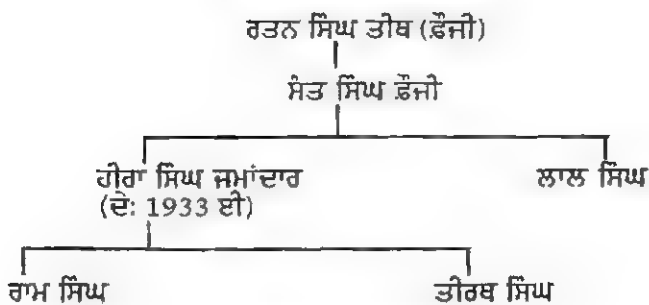 ਰਤਨ ਸਿੰਘ ਤੀਥ (ਫ਼ੌਜੀ)
ਸੰਤ ਸਿੰਘ ਫ਼ੌਜੀ
ਹੀਰਾ ਸਿੰਘ ਜਮਾਂਦਾਰ ਲਾਲ ਸਿੰਘ
(ਦੇ: 1933 ਈ)
ਰਾਮ ਸਿੰਘ ਤੀਰਥ ਸਿੰਘ